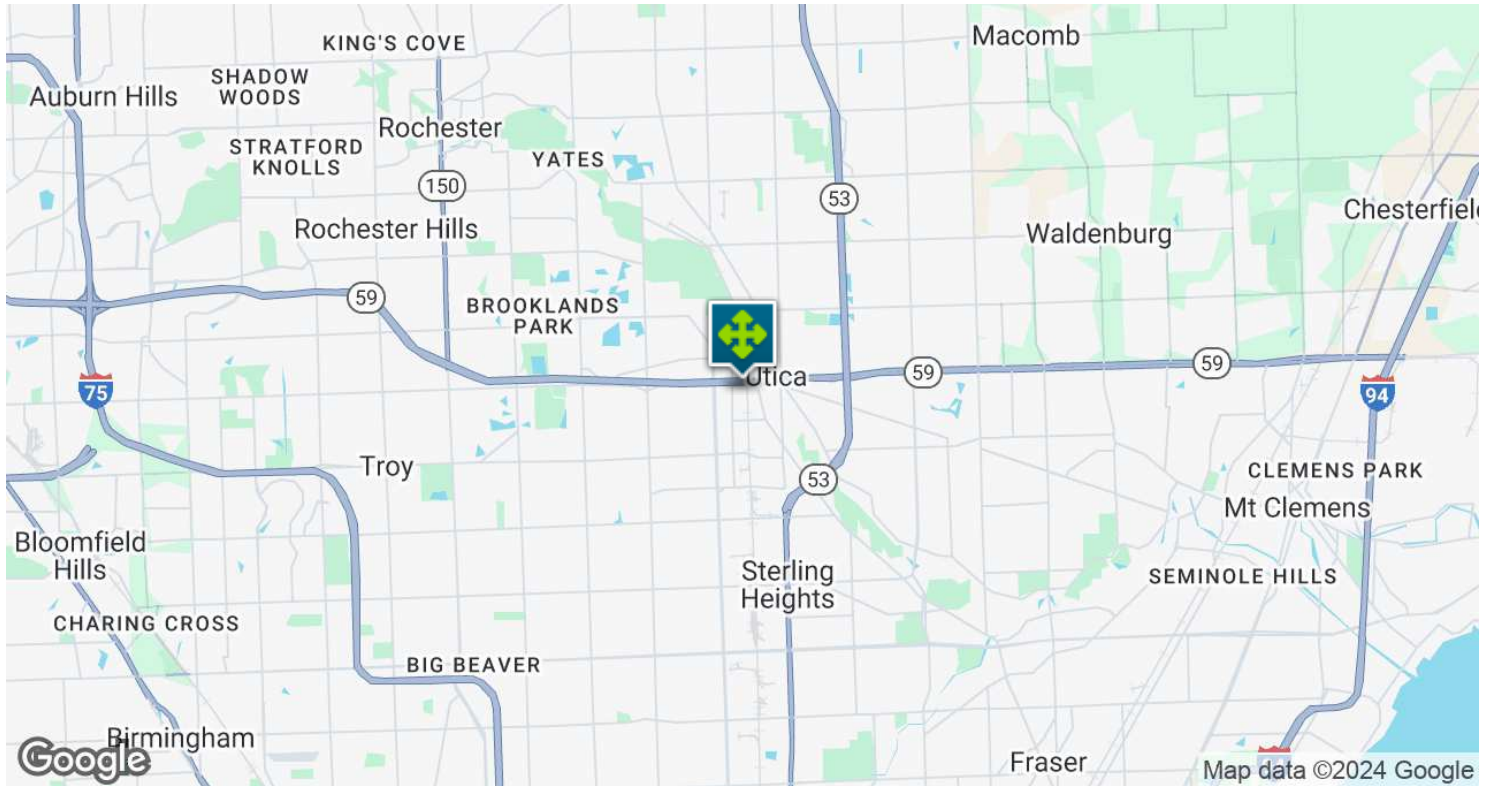 KING'S COVE
Macomb
SHADOW
WOODS
Auburn Hills
Rochester
STRATFORD
KNOLLS
YATES
150
53
Chesterfield
Rochester Hills
Waldenburg
59
BROOKLANDS
PARK
59
59
Utica
75
94
Troy
53
CLEMENS PARK
Mt Clemens
Bloomfield
Hills
Sterling
Heights
SEMINOLE HILLS
CHARING CROSS
BIG BEAVER
Birmingham
Google
Fraser
Map data ©2024 Google